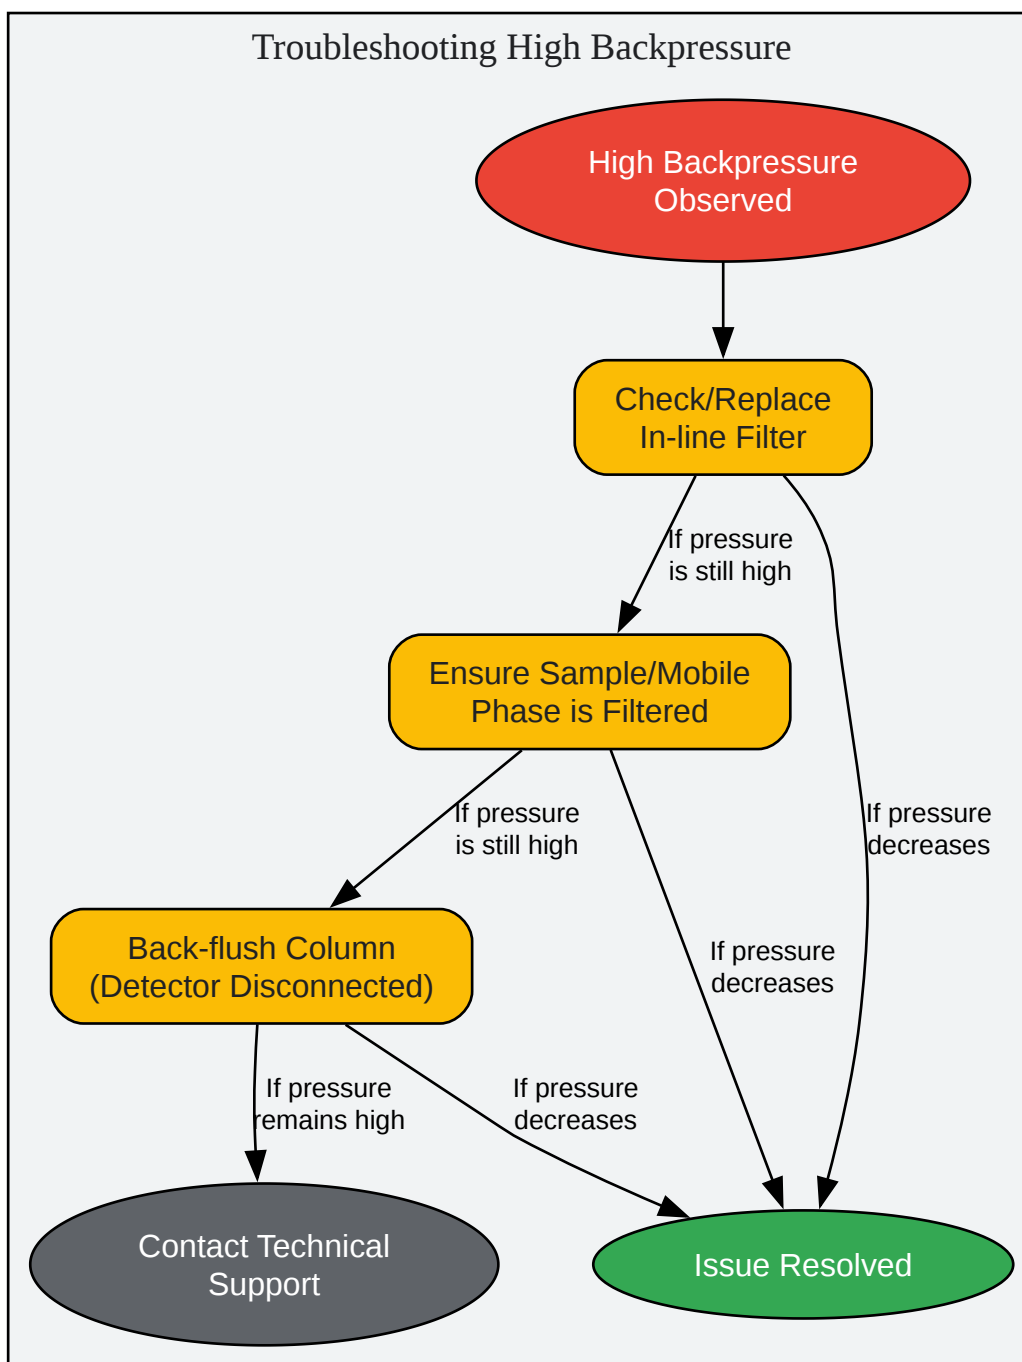 Troubleshooting High Backpressure
High Backpressure
Observed
Check/Replace
In-line Filter
If pressure
is still high
Ensure Sample/Mobile
Phase is Filtered
If pressure
is still high
If pressure
decreases
Back-flush Column
(Detector Disconnected)
If pressure
decreases
If pressure
remains high
If pressure
decreases
Contact Technical
Support
Issue Resolved